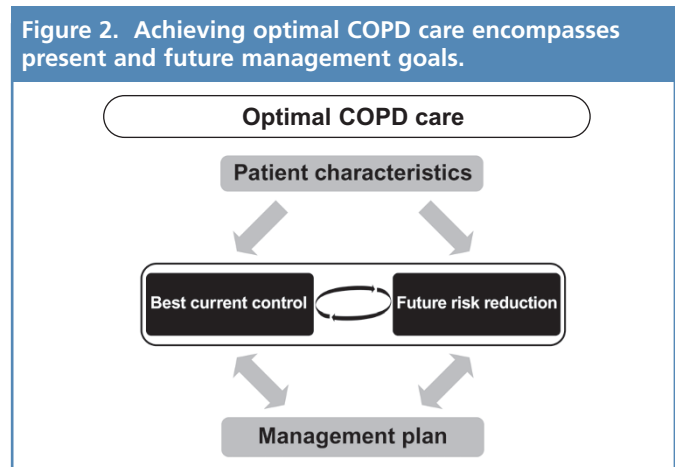 Figure 2. Achieving optimal COPD care encompasses
present and future management goals.
Optimal COPD care
Patient characteristics
Best current control
Future risk reduction
Management plan